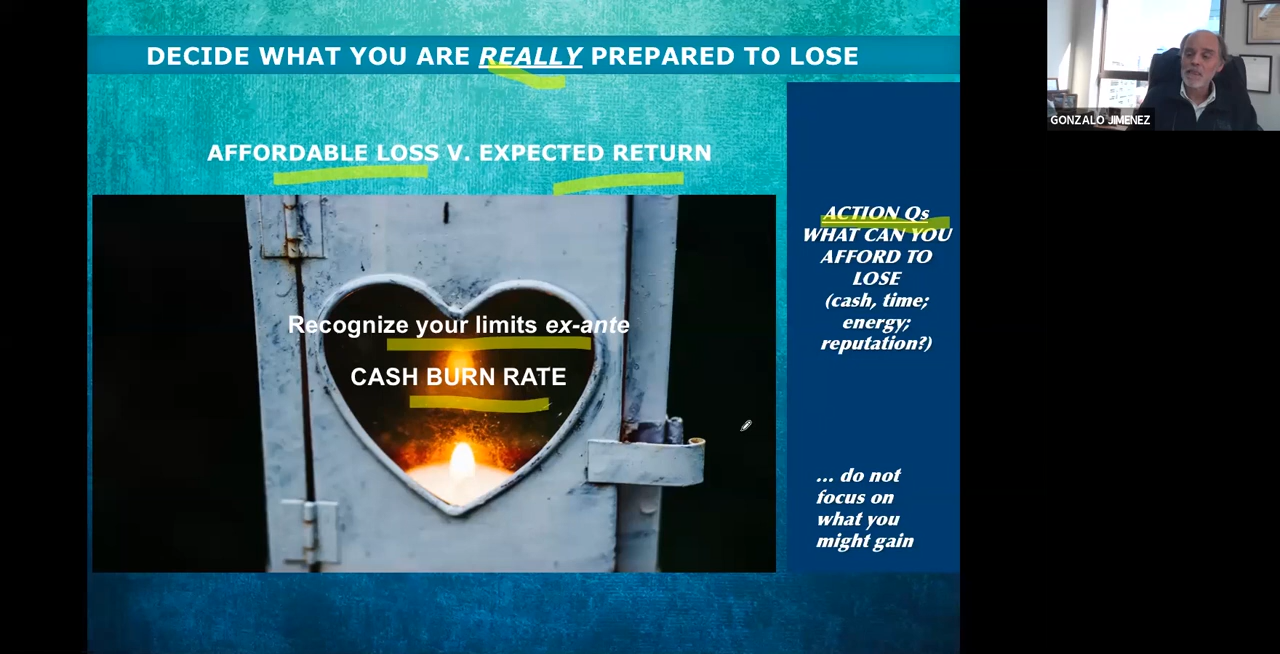 DECIDE WHAT YOU ARE REALLY PREPARED TO LOSE
AFFORDABLE LOSS V. EXPECTED RETURN
Recognize your limits ex-ante
CASH BURN RATE
ACTION Qs
WHAT CAN YOU
AFFORD TO
LOSE
(cash, time;
energy;
reputation?)
... do not
focus on
what you
might gain
GONZALO JIMENEZ